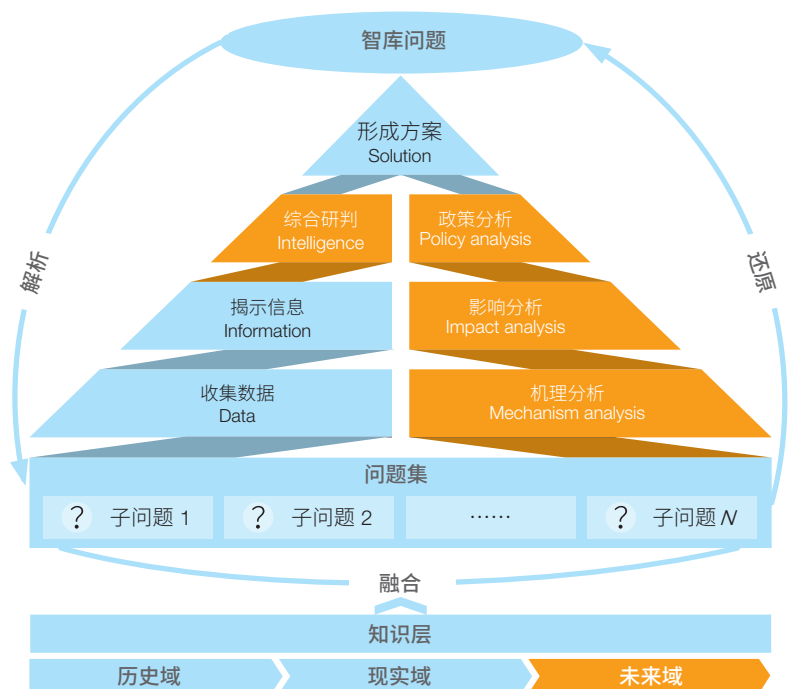 智库问题
形成方案
Solution
综合研判
Intelligence
政策分析
Policy analysis
解析
还原
揭示信息
Information
影响分析
Impact analysis
收集数据
Data
机理分析
Mechanism analysis
问题集
? 子问题 1
? 子问题 2
……
? 子问题 N
融合
知识层
历史域
现实域
未来域